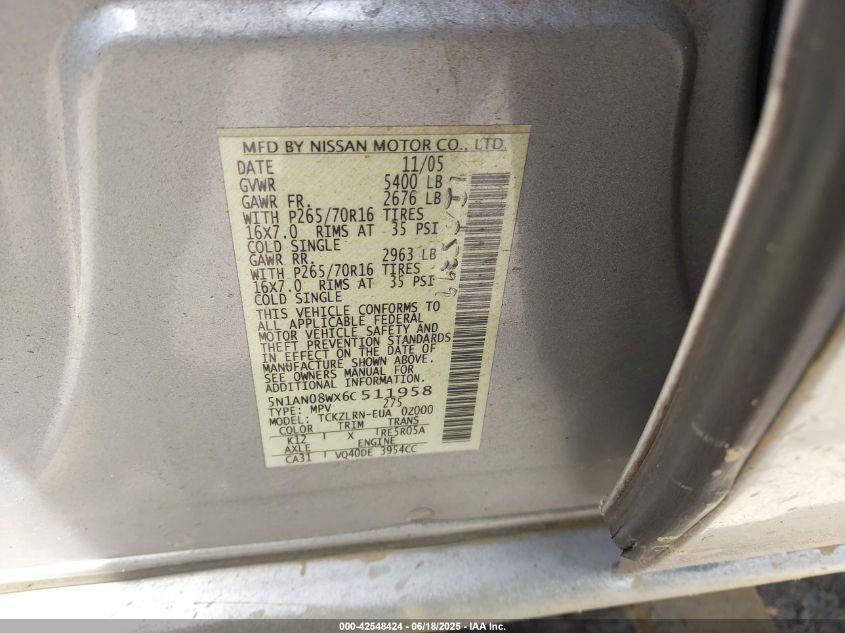 MFD BY NISSAN MOTOR CO., LTD.
DATE 11/05
GVWR 5400 LB
GAWR FR. 2676 LB
WITH P265/70R16 TIRES
16X7.0 RIMS AT 35 PSI
COLD SINGLE
GAWR RR. 2963 LB
WITH P265/70R16 TIRES
16X7.0 RIMS AT 35 PSI
COLD SINGLE
THIS VEHICLE CONFORMS TO
ALL APPLICABLE FEDERAL
MOTOR VEHICLE SAFETY AND
THEFT PREVENTION STANDARDS
IN EFFECT ON THE DATE OF
MANUFACTURE SHOWN ABOVE.
SEE OWNERS MANUAL FOR
ADDITIONAL INFORMATION
5N1AN08WX6C 511958
TYPE: MPV 275
MODEL: TCKZLRN-EUA 0Z000
COLOR TRIM TRANS
K12 X RE5R05A
AXLE ENGINE
CA31 VQ40DE 3954CC
000-42548424 - 06/18/2025 - IAA Inc.